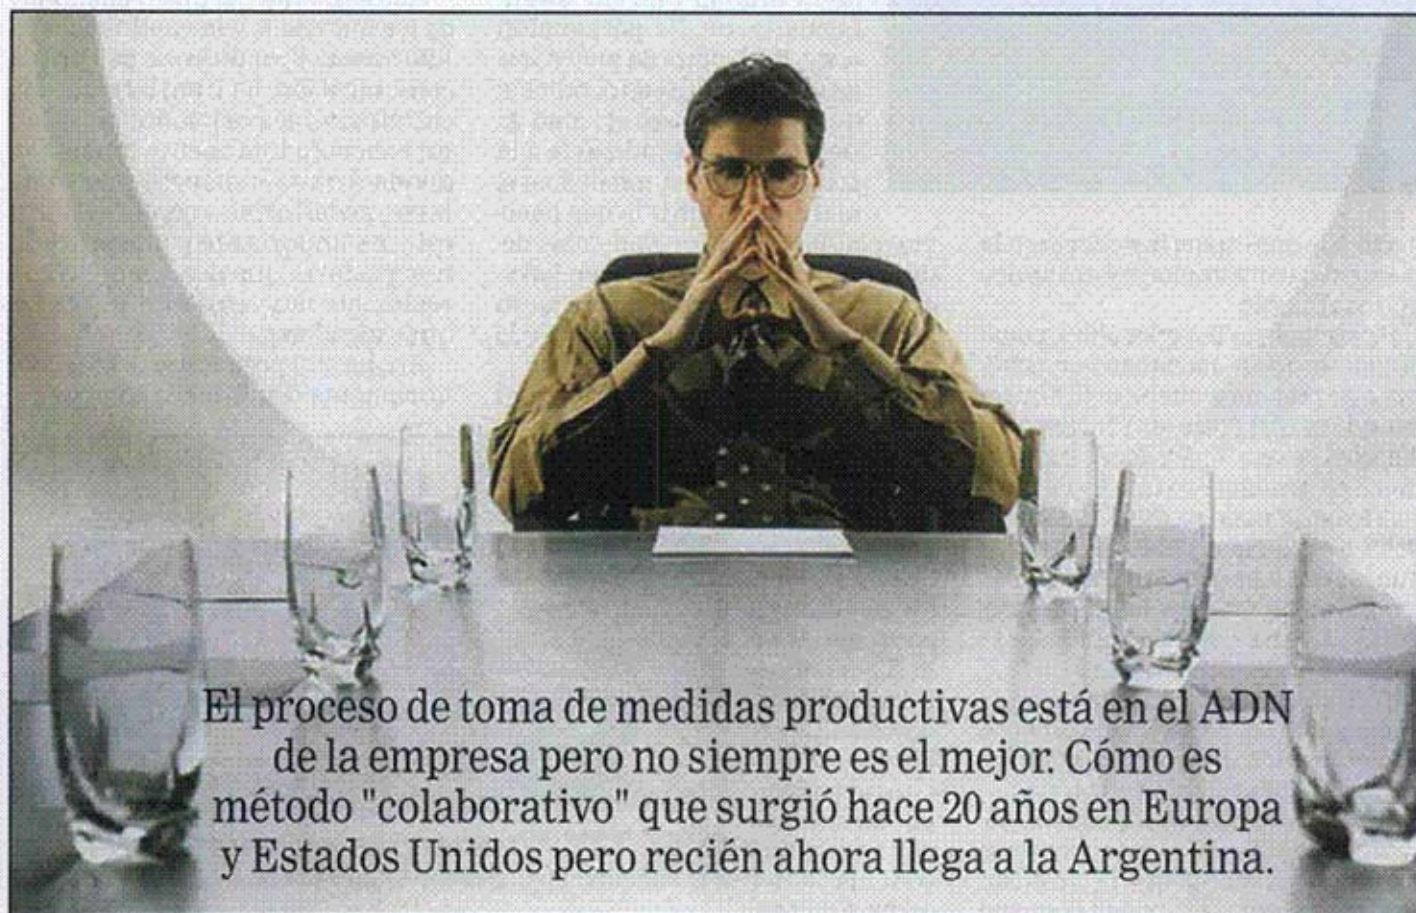 El proceso de toma de medidas productivas está en el ADN
de la empresa pero no siempre es el mejor. Cómo es
método "colaborativo" que surgió hace 20 años en Europa
y Estados Unidos pero recién ahora llega a la Argentina.